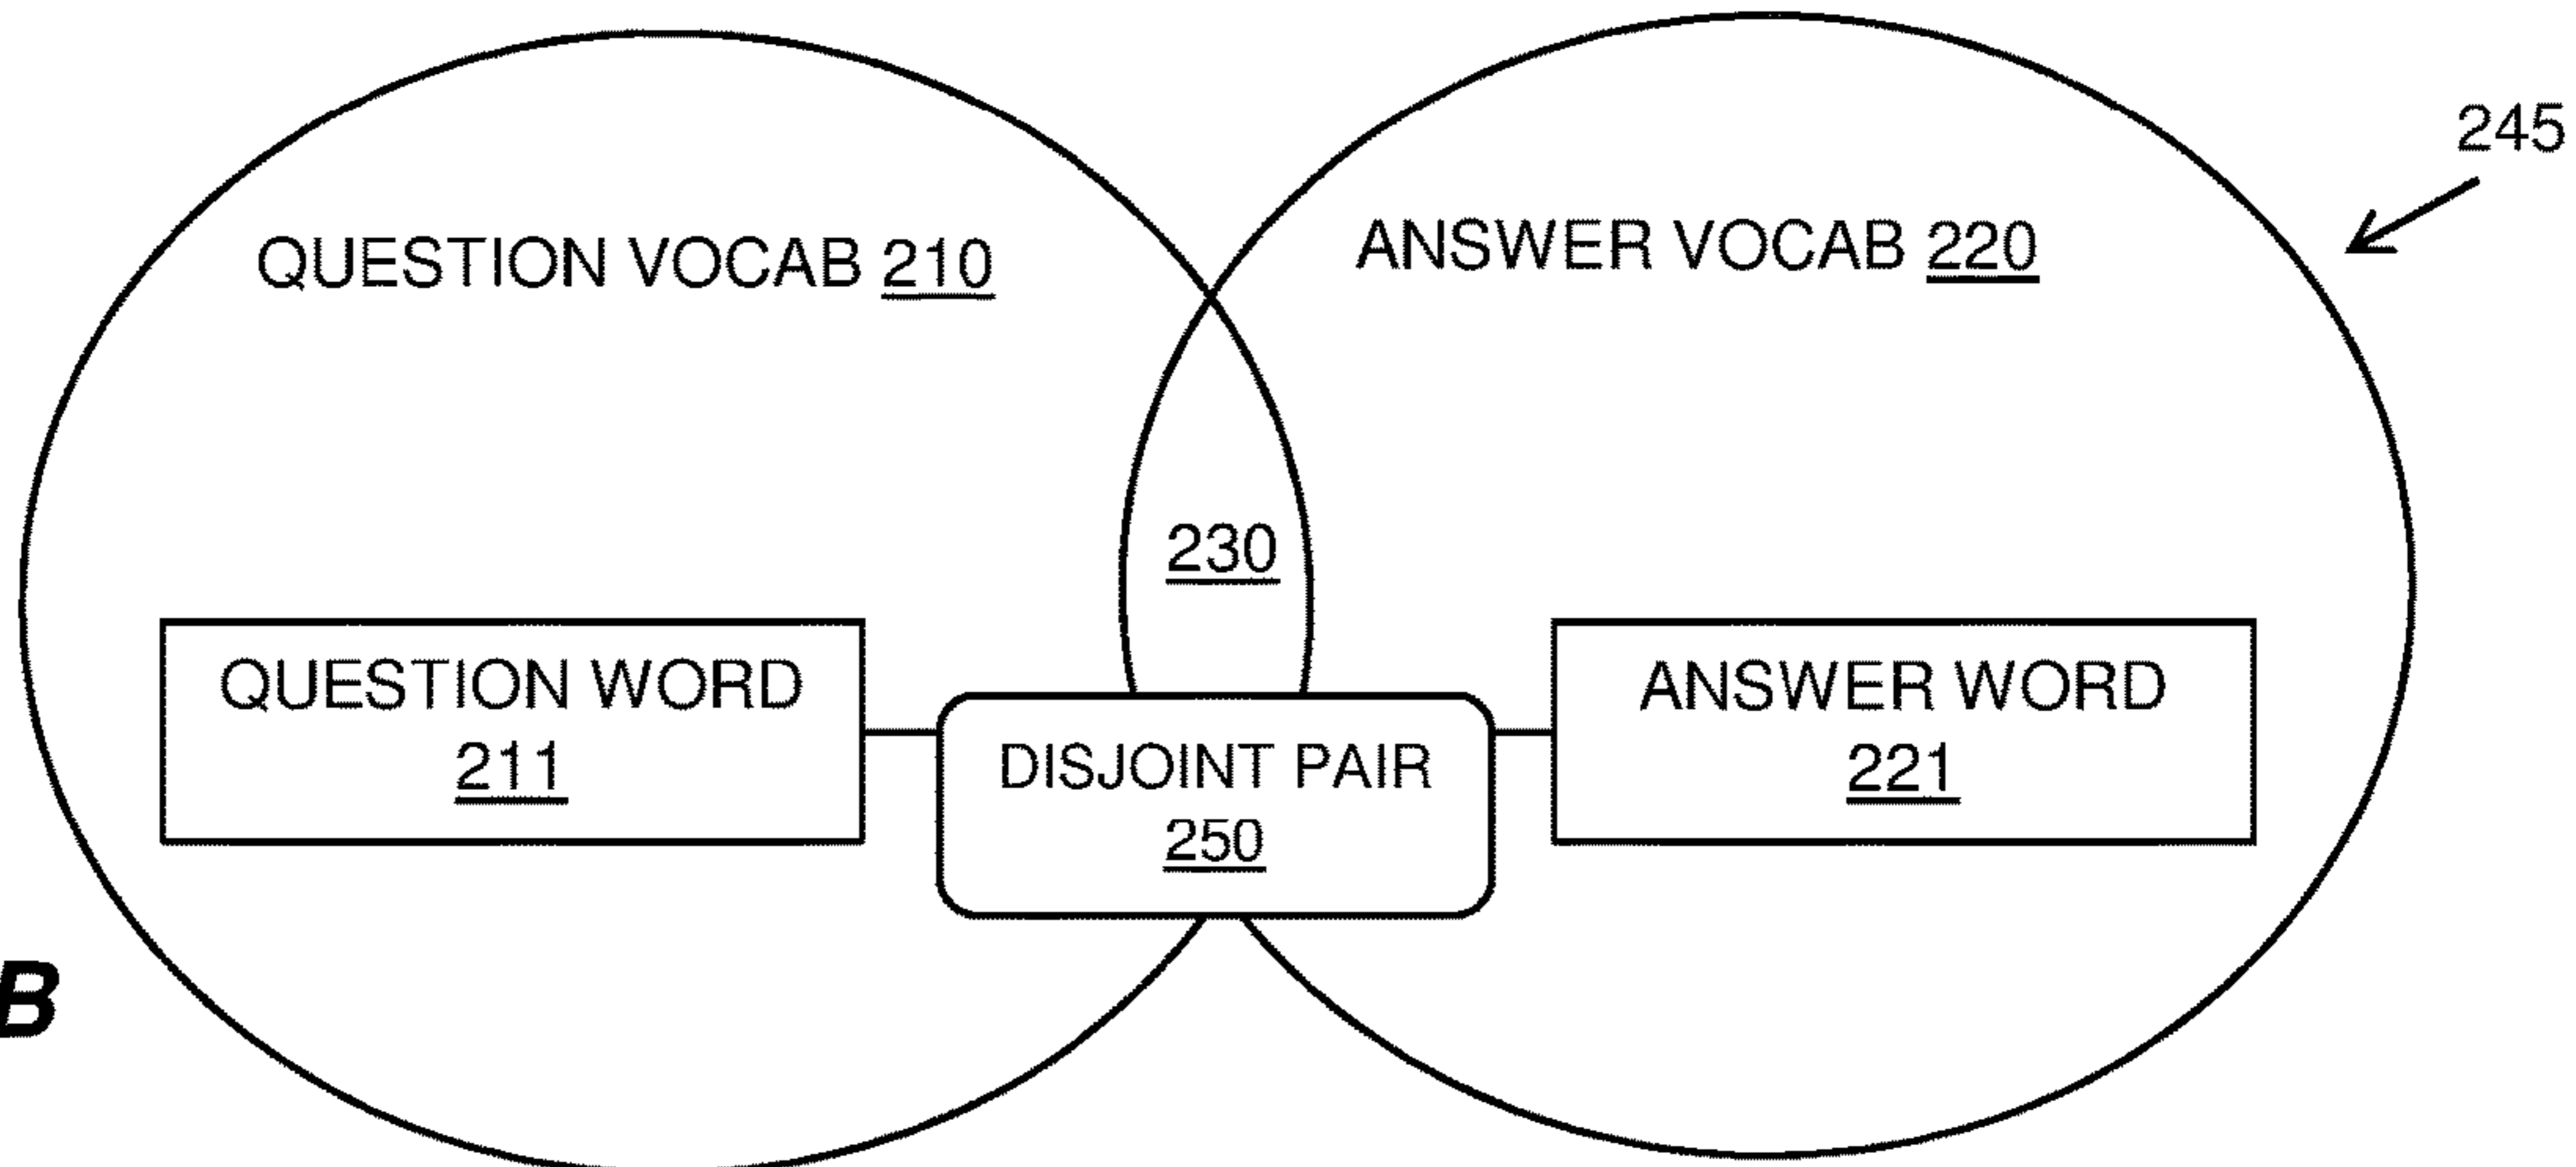 245
QUESTION VOCAB 210
ANSWER VOCAB 220
230
QUESTION WORD
211
DISJOINT PAIR
250
ANSWER WORD
221
B